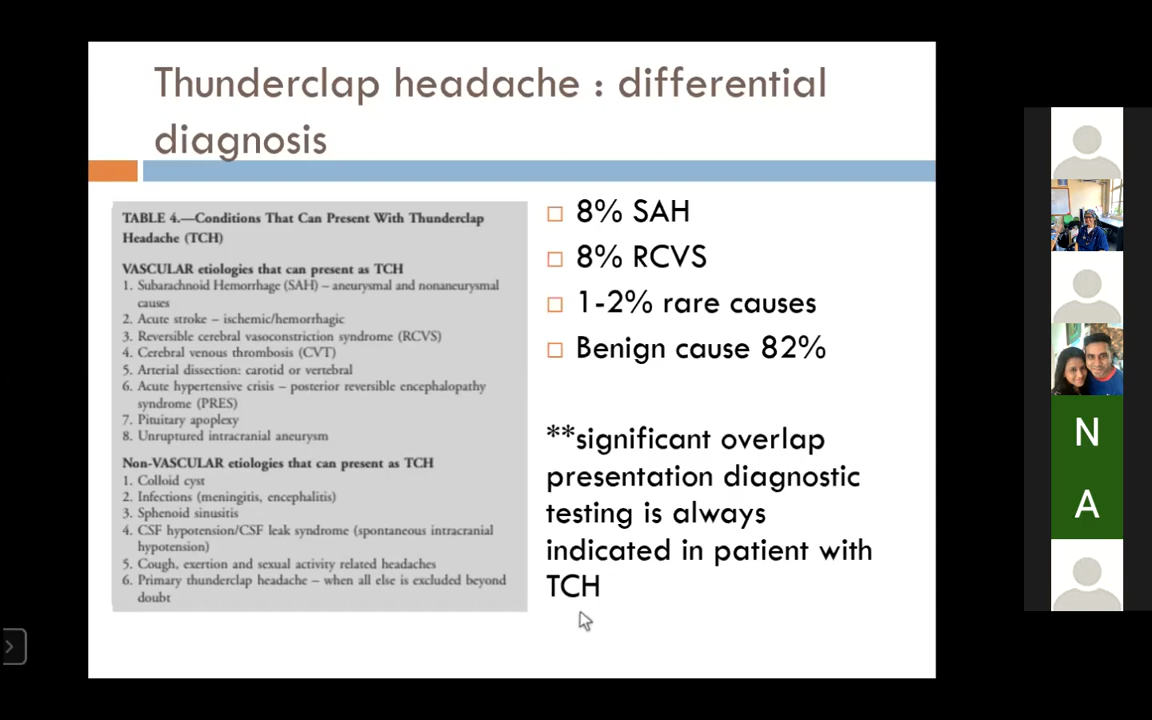 Thunderclap headache : differential
diagnosis
TABLE 4.—Conditions That Can Present With Thunderclap
Headache (TCH)
VASCULAR etiologies that can present as TCH
1. Subarachnoid Hemorrhage (SAH) – aneurysmal and nonaneurysmal
causes
2. Acute stroke – ischemic/hemorrhagic
3. Reversible cerebral vasoconstriction syndrome (RCVS)
4. Cerebral venous thrombosis (CVT)
5. Arterial dissection: carotid or vertebral
6. Acute hypertensive crisis – posterior reversible encephalopathy
syndrome (PRES)
7. Pituitary apoplexy
8. Unruptured intracranial aneurysm
Non-VASCULAR etiologies that can present as TCH
1. Colloid cyst
2. Infections (meningitis, encephalitis)
3. Sphenoid sinusitis
4. CSF hypotension/CSF leak syndrome (spontaneous intracranial
hypotension)
5. Cough, exertion and sexual activity related headaches
6. Primary thunderclap headache – when all else is excluded beyond
doubt
8% SAH
8% RCVS
1-2% rare causes
Benign cause 82%
**significant overlap
presentation diagnostic
testing is always
indicated in patient with
TCH
N
A